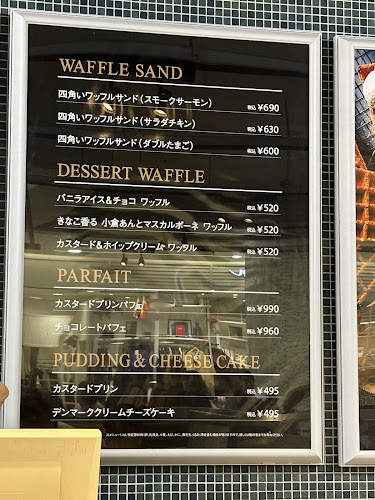 WAFFLE SAND
四角いワッフルサンド(スモークサーモン) 税込 ¥690
四角いワッフルサンド(サラダチキン) 税込 ¥630
四角いワッフルサンド(ダブルたまご) 税込 ¥600
DESSERT WAFFLE
バニラアイス&チョコ ワッフル 税込 ¥520
きなこ香る 小倉あんとマスカルポーネ ワッフル 税込 ¥520
カスタード&ホイップクリーム ワッフル 税込 ¥520
PARFAIT
カスタードプリンパフェ 税込 ¥990
チョコレートパフェ 税込 ¥960
PUDDING & CHEESE CAKE
カスタードプリン 税込 ¥495
デンマーククリームチーズケーキ 税込 ¥495